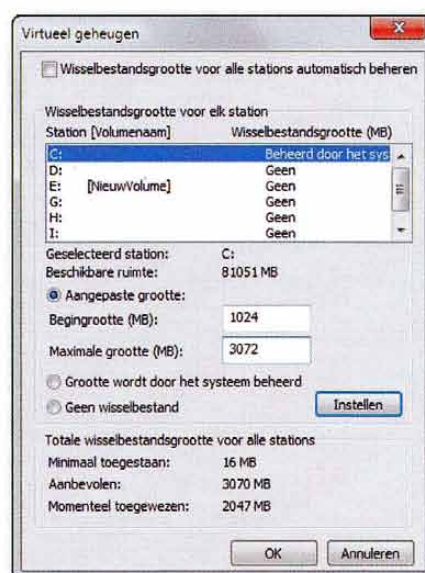 Virtueel geheugen
Wisselbestandsgrootte voor alle stations automatisch beheren
Wisselbestandsgrootte voor elk station
Station [Volumenaam] Wisselbestandsgrootte (MB)
C: Beheerd door het sys
D: Geen
E: [NieuwVolume] Geen
G: Geen
H: Geen
I: Geen
Geselecteerd station: C:
Beschikbare ruimte: 81051 MB
Aangepaste grootte:
Begingrootte (MB): 1024
Maximale grootte (MB): 3072
Grootte wordt door het systeem beheerd
Geen wisselbestand Instellen
Totale wisselbestandsgrootte voor alle stations
Minimaal toegestaan: 16 MB
Aanbevolen: 3070 MB
Momenteel toegewezen: 2047 MB
OK Annuleren